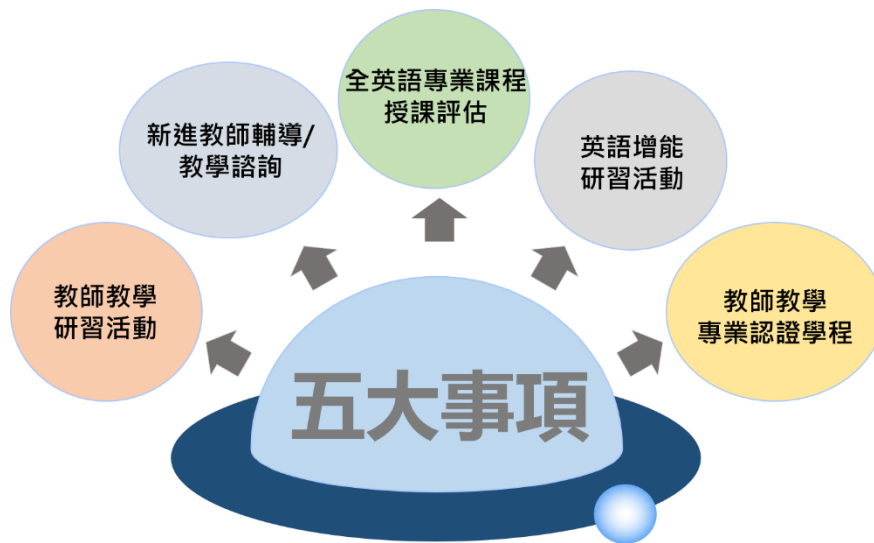 全英語專業課程
授課評估
新進教師輔導/
教學諮詢
英語增能
研習活動
教師教學
研習活動
教師教學
專業認證學程
五大事項